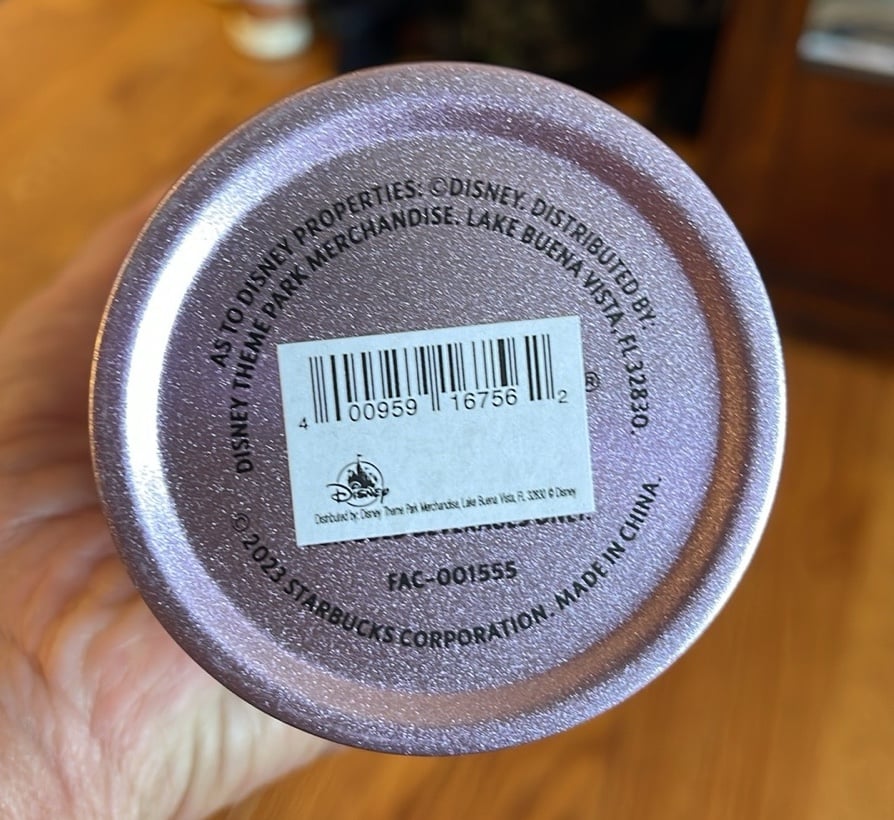 AS TO DISNEY PROPERTIES: ©DISNEY. DISTRIBUTED BY:
DISNEY THEME PARK MERCHANDISE. LAKE BUENA VISTA, FL 32830.
®
4 00959 16756 2
Disney
Distributed by: Disney Theme Park Merchandise, Lake Buena Vista, FL 32830 © Disney
BEVERAGES ONLY.
FAC-001555
© 2023 STARBUCKS CORPORATION. MADE IN CHINA.